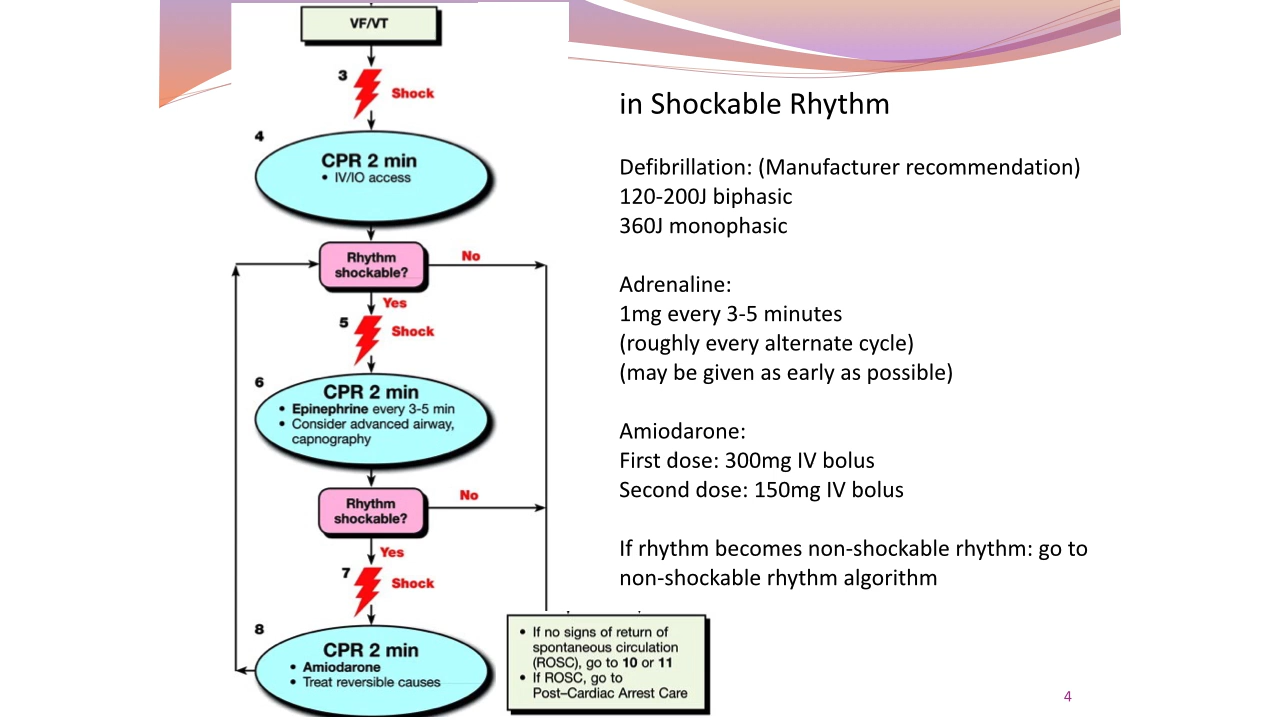 VF/VT
3
Shock
4
CPR 2 min
• IV/IO access
Rhythm
shockable?
No
Yes
5
Shock
6
CPR 2 min
• Epinephrine every 3-5 min
• Consider advanced airway,
capnography
Rhythm
shockable?
No
Yes
7
Shock
8
CPR 2 min
• Amiodarone
• Treat reversible causes
• If no signs of return of
spontaneous circulation
(ROSC), go to 10 or 11
• If ROSC, go to
Post–Cardiac Arrest Care
in Shockable Rhythm
Defibrillation: (Manufacturer recommendation)
120-200J biphasic
360J monophasic
Adrenaline:
1mg every 3-5 minutes
(roughly every alternate cycle)
(may be given as early as possible)
Amiodarone:
First dose: 300mg IV bolus
Second dose: 150mg IV bolus
If rhythm becomes non-shockable rhythm: go to
non-shockable rhythm algorithm
4